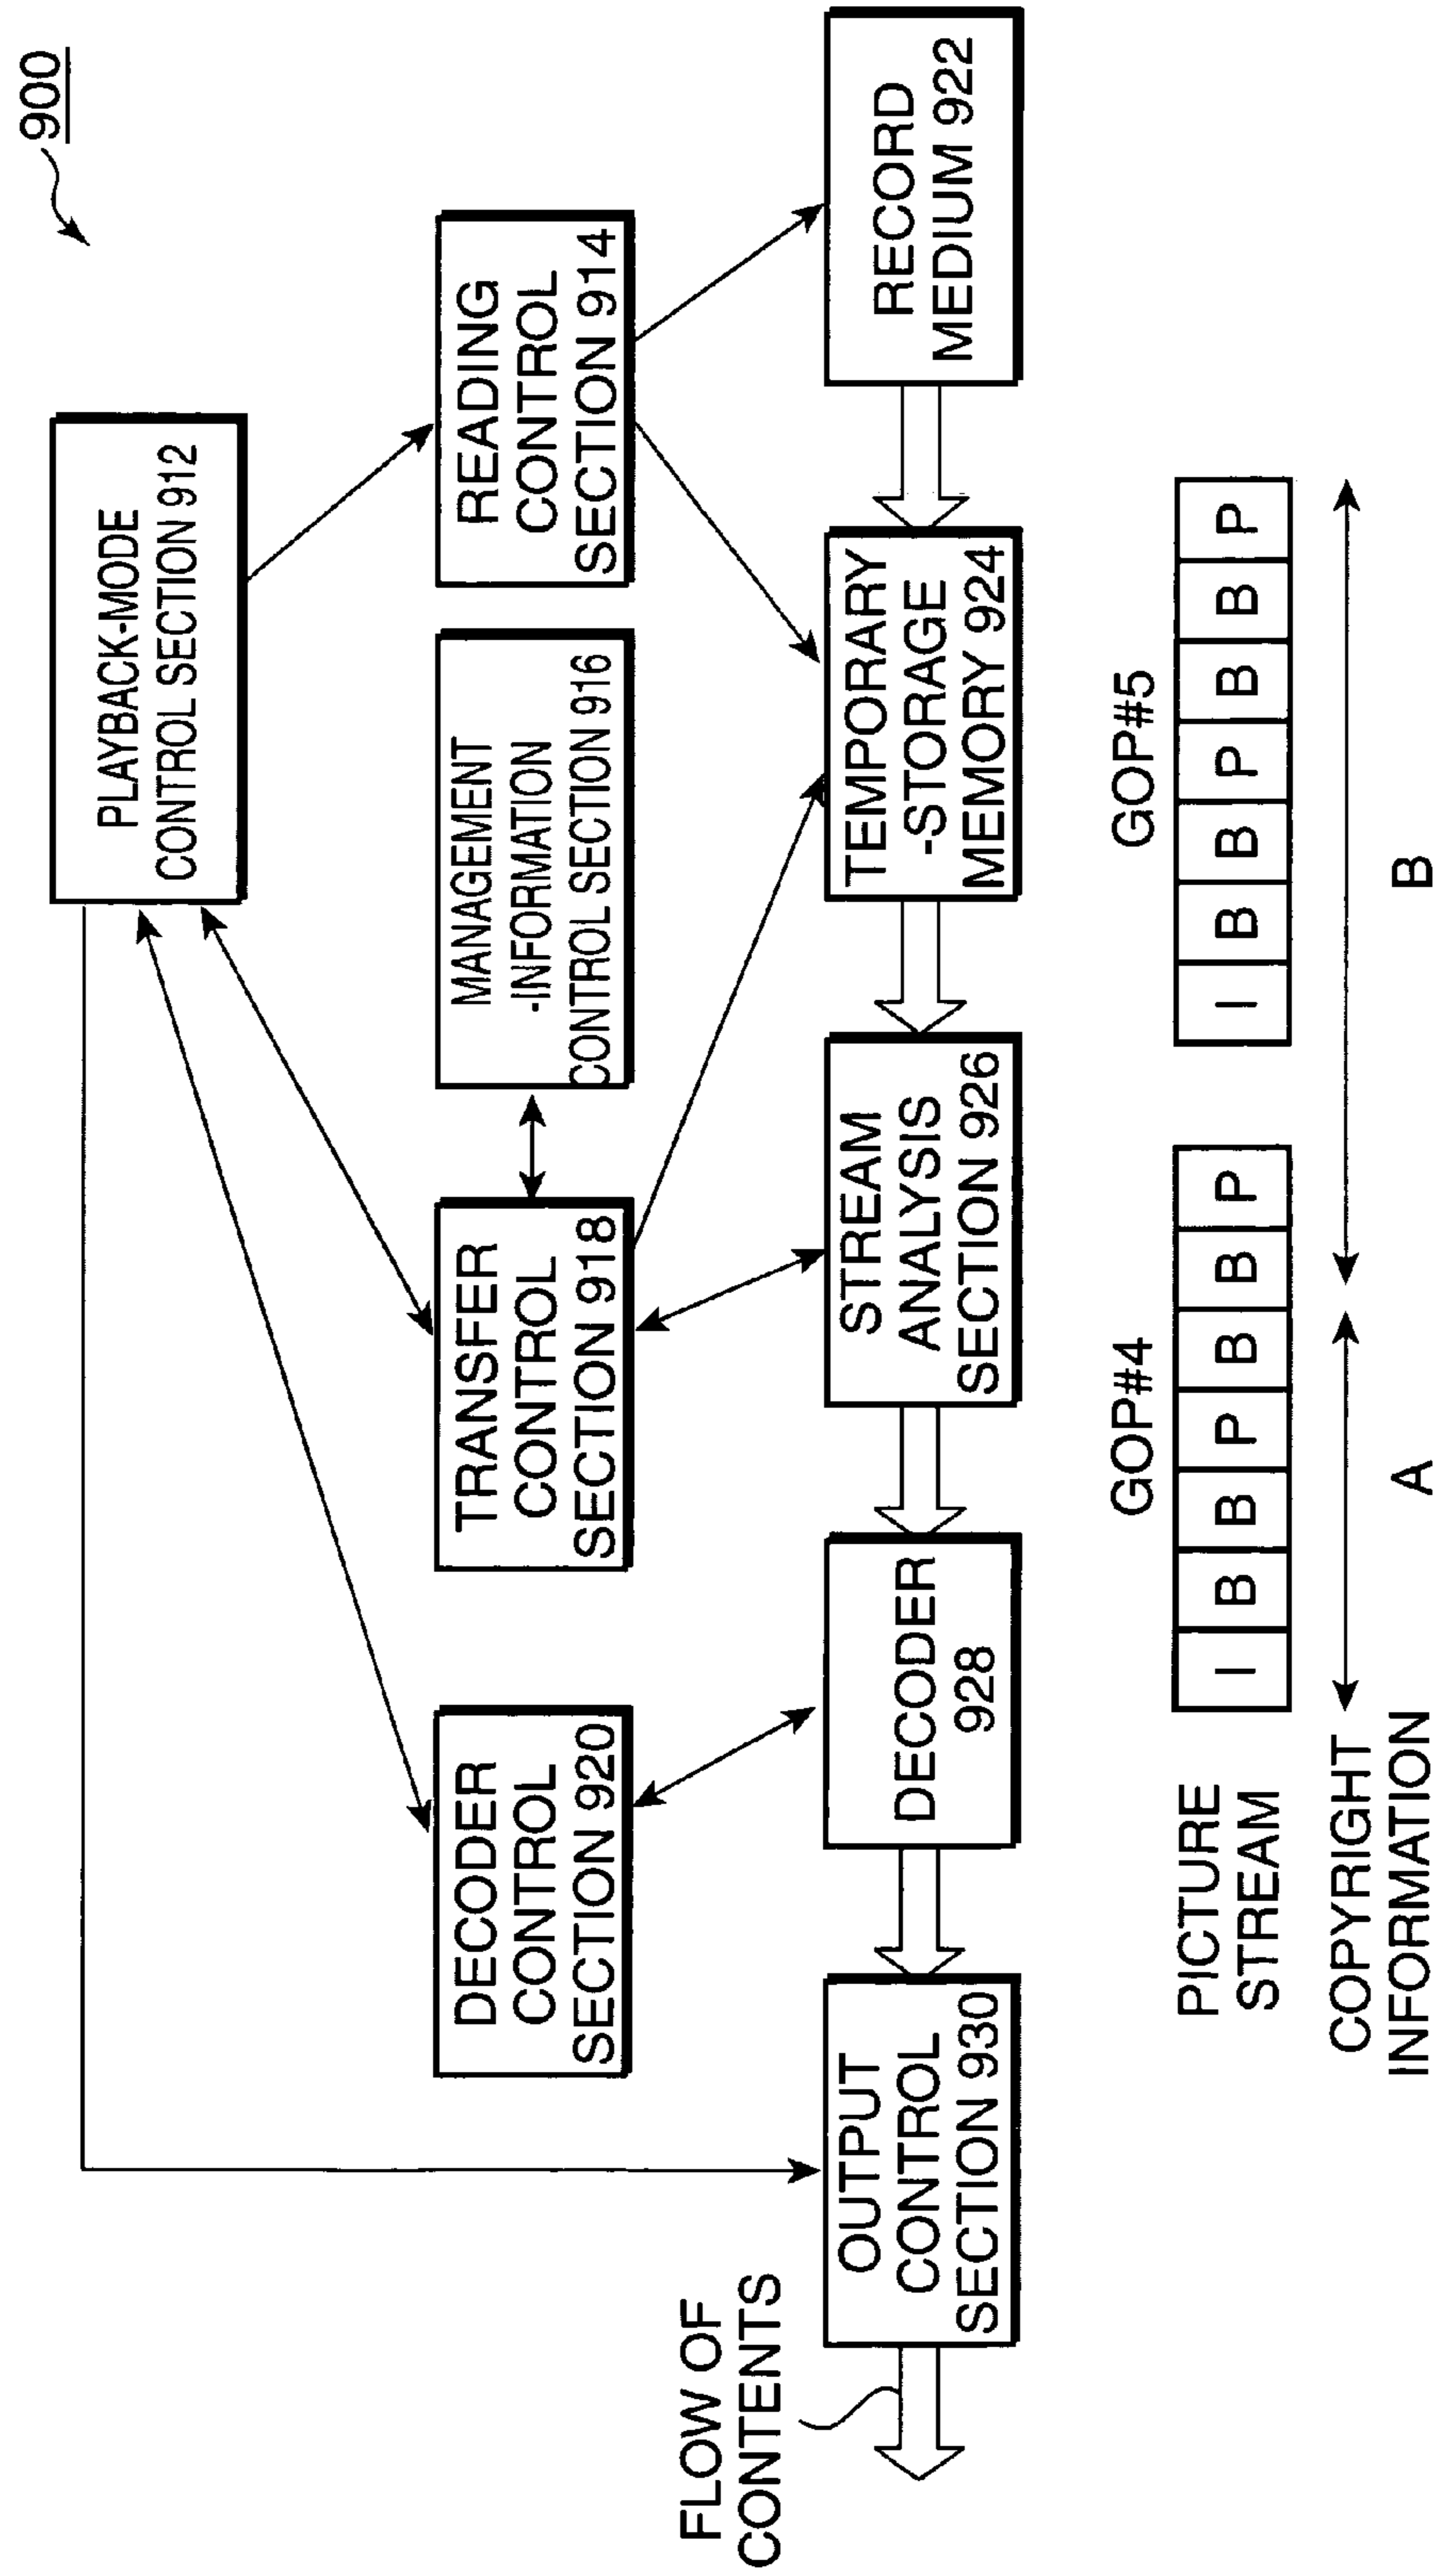 900
PLAYBACK-MODE
CONTROL SECTION 912
DECODER
CONTROL
SECTION 920
TRANSFER
CONTROL
SECTION 918
MANAGEMENT
-INFORMATION
CONTROL SECTION 916
READING
CONTROL
SECTION 914
FLOW OF
CONTENTS
OUTPUT
CONTROL
SECTION 930
DECODER
928
STREAM
ANALYSIS
SECTION 926
TEMPORARY
-STORAGE
MEMORY 924
RECORD
MEDIUM 922
GOP#4
GOP#5
PICTURE
STREAM
I B B P B B P
I B B P B B P
COPYRIGHT
INFORMATION
A
B